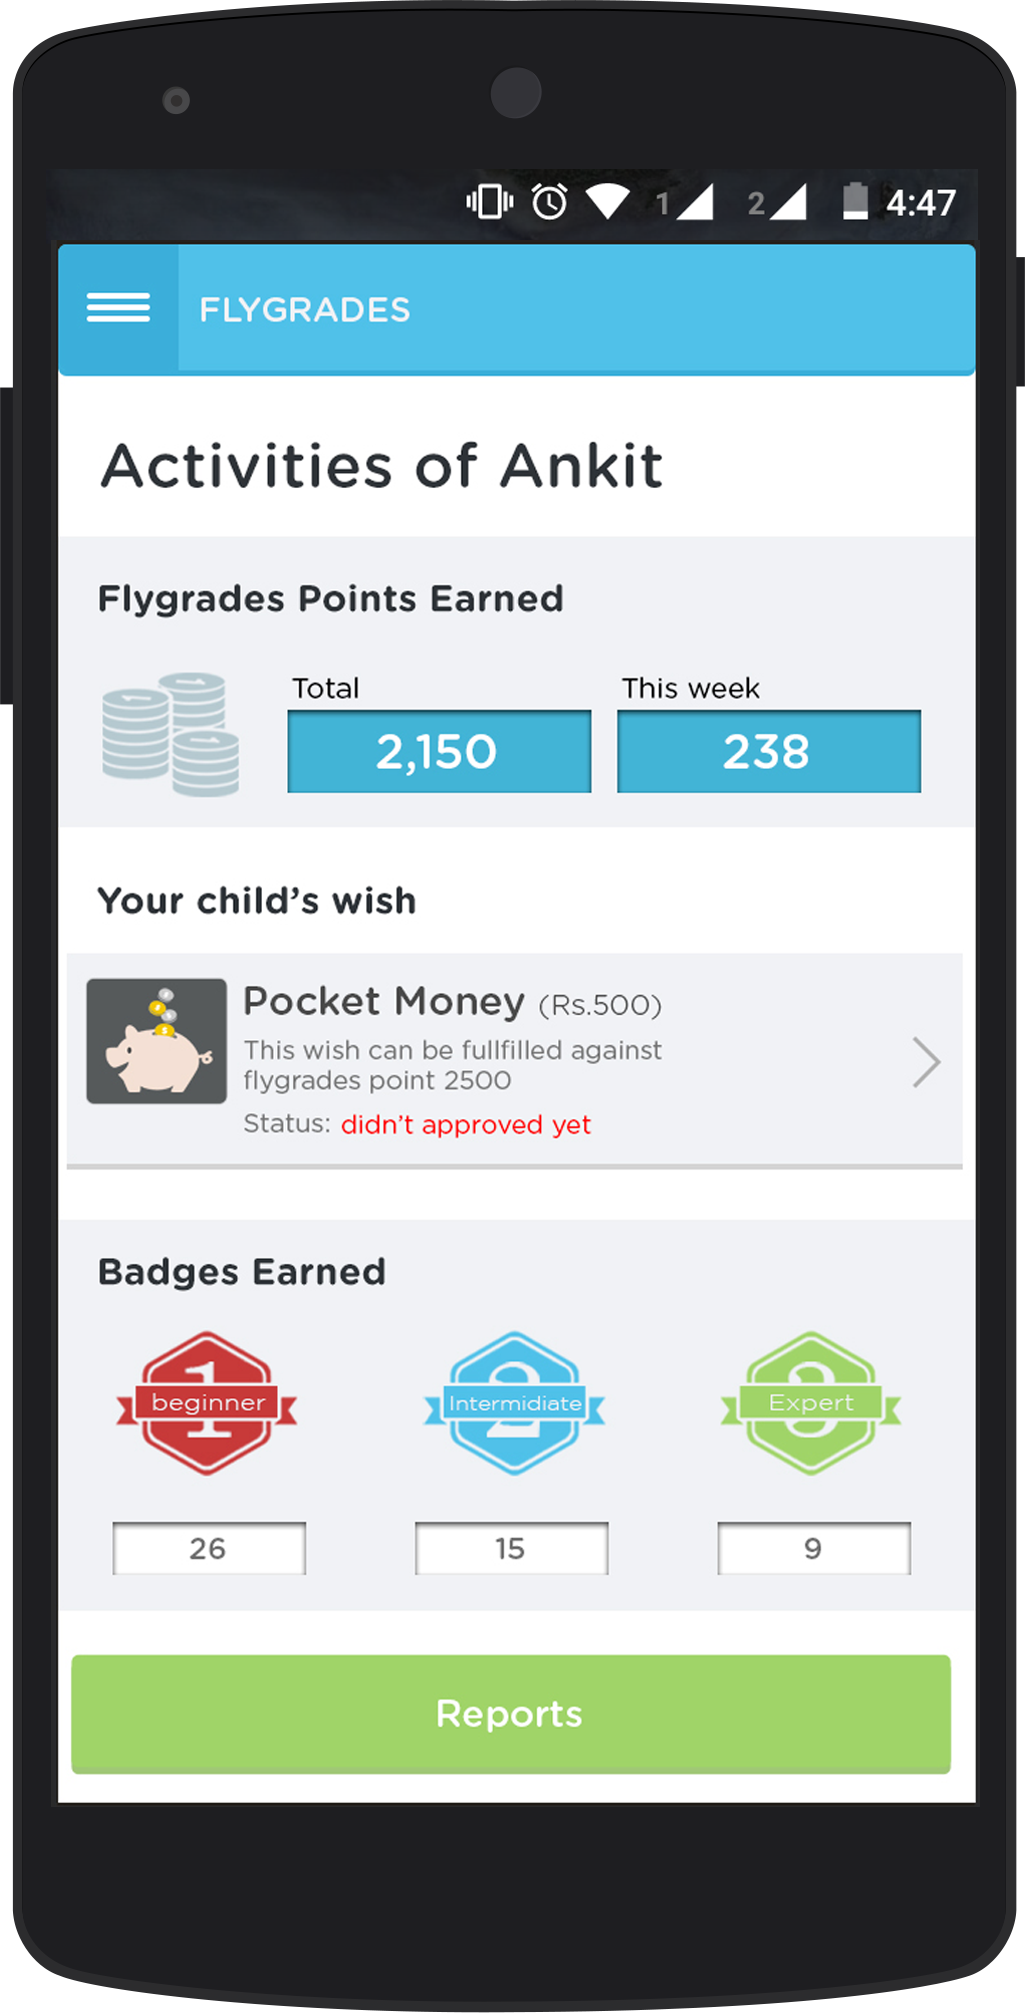 1 2 4:47
FLYGRADES
Activities of Ankit
Flygrades Points Earned
Total This week
2,150 238
Your child's wish
Pocket Money (Rs.500)
This wish can be fullfilled against
flygrades point 2500
Status: didn't approved yet
Badges Earned
1 2 3
beginner Intermidiate Expert
26 15 9
Reports